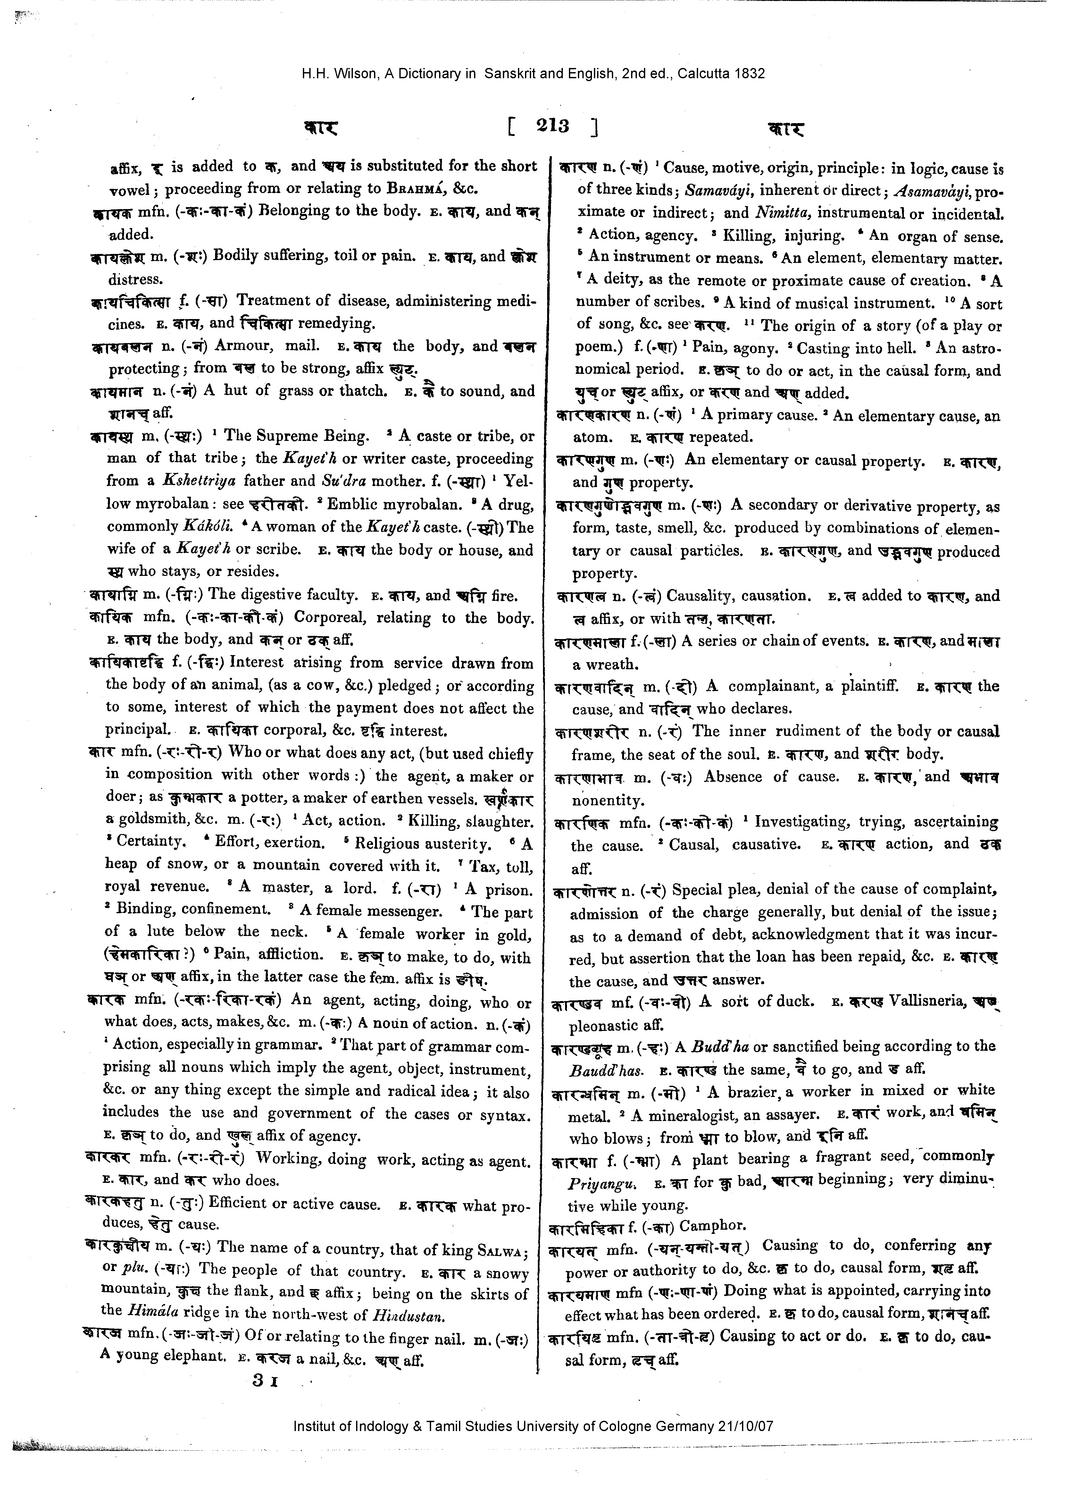 H.H. Wilson, A Dictionary in Sanskrit and English, 2nd ed., Calcutta 1832
कार [ 213 ] कार
affix, इ is added to क, and अय is substituted for the short
vowel; proceeding from or relating to BRAHMÁ, &c.
कायक mfn. (-कः-का-कं) Belonging to the body. E. काय, and कन्
added.
कायक्लेश m. (-शः) Bodily suffering, toil or pain. E. काय, and क्लेश
distress.
कायचिकित्सा f. (-त्सा) Treatment of disease, administering medi-
cines. E. काय, and चिकित्सा remedying.
कायबलन n. (-नं) Armour, mail. E. काय the body, and बलन
protecting; from बल to be strong, affix ल्युट्.
कायमान n. (-नं) A hut of grass or thatch. E. कै to sound, and
शानच् aff.
कायस्थ m. (-स्थः) ¹ The Supreme Being. ² A caste or tribe, or
man of that tribe; the Kayet'h or writer caste, proceeding
from a Kshettriya father and Su'dra mother. f. (-स्था) ¹ Yel-
low myrobalan: see हरीतकी. ² Emblic myrobalan. ³ A drug,
commonly Kákóli. ⁴ A woman of the Kayet'h caste. (-स्थी) The
wife of a Kayet'h or scribe. E. काय the body or house, and
स्थ who stays, or resides.
कायाग्नि m. (-ग्निः) The digestive faculty. E. काय, and अग्नि fire.
कायिक mfn. (-कः-का-की-कं) Corporeal, relating to the body.
E. काय the body, and कन् or ठक् aff.
कायिकावृद्धि f. (-द्धिः) Interest arising from service drawn from
the body of an animal, (as a cow, &c.) pledged; or according
to some, interest of which the payment does not affect the
principal. E. कायिका corporal, &c. वृद्धि interest.
कार mfn. (-रः-री-रं) Who or what does any act, (but used chiefly
in composition with other words:) the agent, a maker or
doer; as कुम्भकार a potter, a maker of earthen vessels. स्वर्णकार
a goldsmith, &c. m. (-रः) ¹ Act, action. ² Killing, slaughter.
³ Certainty. ⁴ Effort, exertion. ⁵ Religious austerity. ⁶ A
heap of snow, or a mountain covered with it. ⁷ Tax, toll,
royal revenue. ⁸ A master, a lord. f. (-रा) ¹ A prison.
² Binding, confinement. ³ A female messenger. ⁴ The part
of a lute below the neck. ⁵ A female worker in gold,
(हेमकारिका?) ⁶ Pain, affliction. E. कृञ् to make, to do, with
घञ् or अण् affix, in the latter case the fem. affix is ङीष्.
कारक mfn. (-रकः-रिका-रकं) An agent, acting, doing, who or
what does, acts, makes, &c. m. (-कः) A noun of action. n. (-कं)
¹ Action, especially in grammar. ² That part of grammar com-
prising all nouns which imply the agent, object, instrument,
&c. or any thing except the simple and radical idea; it also
includes the use and government of the cases or syntax.
E. कृञ् to do, and ण्वुल् affix of agency.
कारकर mfn. (-रः-री-रं) Working, doing work, acting as agent.
E. कार, and कर who does.
कारकहेतु n. (-तुः) Efficient or active cause. E. कारक what pro-
duces, हेतु cause.
कारकुचीय m. (-यः) The name of a country, that of king SALWA;
or plu. (-याः) The people of that country. E. कार a snowy
mountain, कुच the flank, and छ affix; being on the skirts of
the Himála ridge in the north-west of Hindustan.
कारज mfn. (-जः-जो-जं) Of or relating to the finger nail. m. (-जः)
A young elephant. E. करज a nail, &c. अण् aff.
3 I
कारण n. (-णं) ¹ Cause, motive, origin, principle: in logic, cause is
of three kinds; Samaváyi, inherent or direct; Asamaváyi, pro-
ximate or indirect; and Nimitta, instrumental or incidental.
² Action, agency. ³ Killing, injuring. ⁴ An organ of sense.
⁵ An instrument or means. ⁶ An element, elementary matter.
⁷ A deity, as the remote or proximate cause of creation. ⁸ A
number of scribes. ⁹ A kind of musical instrument. ¹⁰ A sort
of song, &c. see करण. ¹¹ The origin of a story (of a play or
poem.) f. (-णा) ¹ Pain, agony. ² Casting into hell. ³ An astro-
nomical period. E. कृञ् to do or act, in the causal form, and
युच् or ल्युट् affix, or करण and अण् added.
कारणकारण n. (-णं) ¹ A primary cause. ² An elementary cause, an
atom. E. कारण repeated.
कारणगुण m. (-णः) An elementary or causal property. E. कारण,
and गुण property.
कारणगुणोद्भवगुण m. (-णः) A secondary or derivative property, as
form, taste, smell, &c. produced by combinations of elemen-
tary or causal particles. E. कारणगुण, and उद्भवगुण produced
property.
कारणत्व n. (-त्वं) Causality, causation. E. त्व added to कारण, and
त्व affix, or with तल्, कारणता.
कारणमाला f. (-ला) A series or chain of events. E. कारण, and माला
a wreath.
कारणवादिन् m. (-दी) A complainant, a plaintiff. E. कारण the
cause, and वादिन् who declares.
कारणशरीर n. (-रं) The inner rudiment of the body or causal
frame, the seat of the soul. E. कारण, and शरीर body.
कारणाभाव m. (-वः) Absence of cause. E. कारण, and अभाव
nonentity.
कारणिक mfn. (-कः-की-कं) ¹ Investigating, trying, ascertaining
the cause. ² Causal, causative. E. कारण action, and ठक्
aff.
कारणोत्तर n. (-रं) Special plea, denial of the cause of complaint,
admission of the charge generally, but denial of the issue;
as to a demand of debt, acknowledgment that it was incur-
red, but assertion that the loan has been repaid, &c. E. कारण
the cause, and उत्तर answer.
कारण्डव mf. (-वः-वी) A sort of duck. E. करण्ड Vallisneria, अण्
pleonastic aff.
कारण्डव्यूह m. (-हः) A Budd'ha or sanctified being according to the
Baudd'has. E. कारण्ड the same, वै to go, and ड aff.
कारन्धमिन् m. (-मी) ¹ A brazier, a worker in mixed or white
metal. ² A mineralogist, an assayer. E. कारं work, and धमिन्
who blows; from ध्मा to blow, and इनि aff.
कारम्भा f. (-म्भा) A plant bearing a fragrant seed, commonly
Priyangu. E. का for कु bad, आरम्भ beginning; very diminu-
tive while young.
कारमिहिका f. (-का) Camphor.
कारयत् mfn. (-यन्-यन्ती-यत्) Causing to do, conferring any
power or authority to do, &c. कृ to do, causal form, शतृ aff.
कारयमाण mfn (-णः-णा-णं) Doing what is appointed, carrying into
effect what has been ordered. E. कृ to do, causal form, शानच् aff.
कारयितृ mfn. (-ता-त्री-तृ) Causing to act or do. E. कृ to do, cau-
sal form, तृच् aff.
Institut of Indology & Tamil Studies University of Cologne Germany 21/10/07